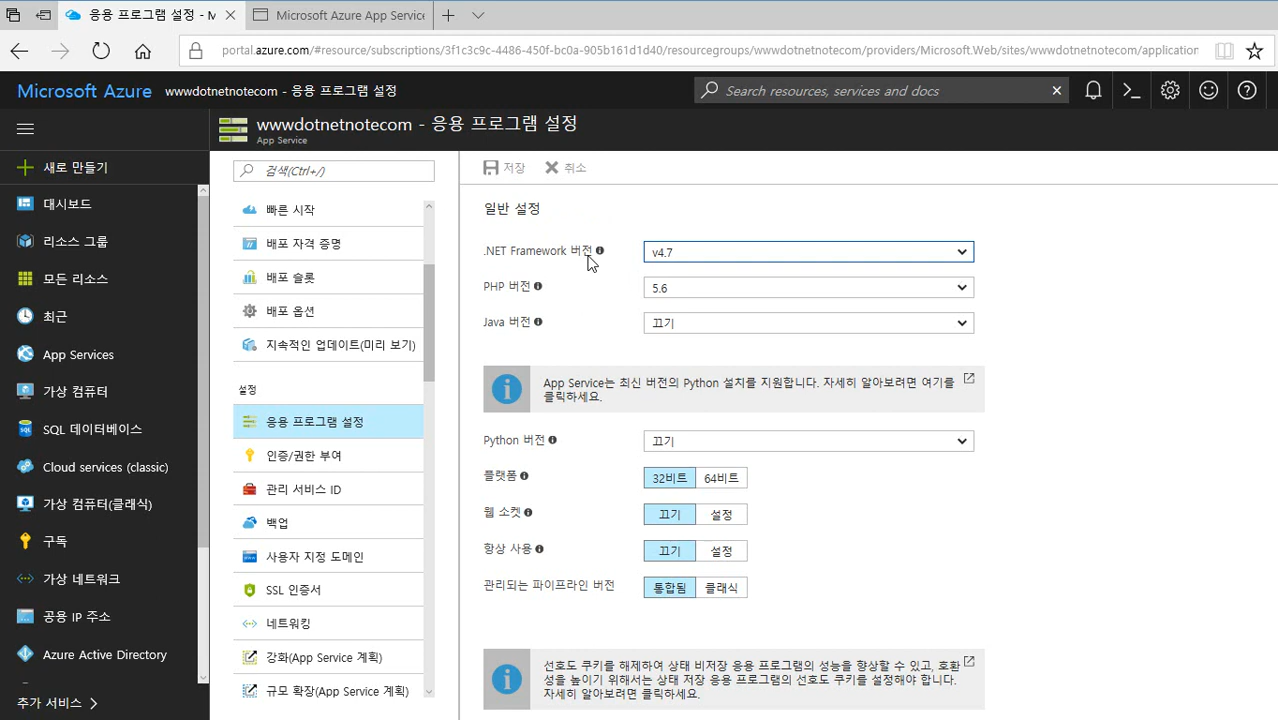 응용 프로그램 설정 - M
Microsoft Azure App Service
portal.azure.com/#resource/subscriptions/3f1c3c9c-4486-450f-bc0a-905b161d1d40/resourcegroups/wwwdotnetnotecom/providers/Microsoft.Web/sites/wwwdotnetnotecom/application
Microsoft Azure
wwwdotnetnotecom - 응용 프로그램 설정
Search resources, services and docs
wwwdotnetnotecom - 응용 프로그램 설정
App Service
새로 만들기
대시보드
리소스 그룹
모든 리소스
최근
App Services
가상 컴퓨터
SQL 데이터베이스
Cloud services (classic)
가상 컴퓨터(클래식)
구독
가상 네트워크
공용 IP 주소
Azure Active Directory
추가 서비스
검색(Ctrl+/)
빠른 시작
배포 자격 증명
배포 슬롯
배포 옵션
지속적인 업데이트(미리 보기)
설정
응용 프로그램 설정
인증/권한 부여
관리 서비스 ID
백업
사용자 지정 도메인
SSL 인증서
네트워킹
강화(App Service 계획)
규모 확장(App Service 계획)
저장
취소
일반 설정
.NET Framework 버전
v4.7
PHP 버전
5.6
Java 버전
끄기
App Service는 최신 버전의 Python 설치를 지원합니다. 자세히 알아보려면 여기를
클릭하세요.
Python 버전
끄기
플랫폼
32비트
64비트
웹 소켓
끄기
설정
항상 사용
끄기
설정
관리되는 파이프라인 버전
통합됨
클래식
선호도 쿠키를 해제하여 상태 비저장 응용 프로그램의 성능을 향상할 수 있고, 호환
성을 높이기 위해서는 상태 저장 응용 프로그램의 선호도 쿠키를 설정해야 합니다.
자세히 알아보려면 클릭하세요.